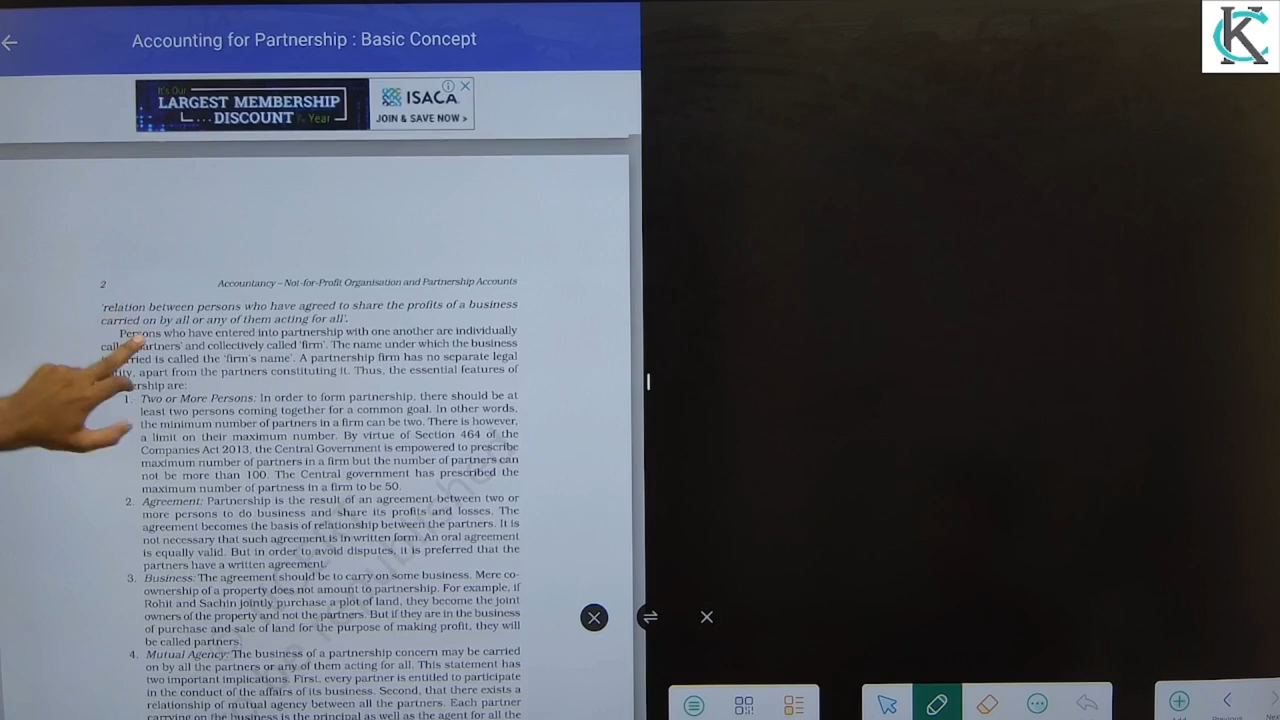 Accounting for Partnership : Basic Concept
It's Our
LARGEST MEMBERSHIP
DISCOUNT of the Year
ISACA
JOIN & SAVE NOW >
KC
2 Accountancy – Not-for-Profit Organisation and Partnership Accounts
'relation between persons who have agreed to share the profits of a business
carried on by all or any of them acting for all'.
Persons who have entered into partnership with one another are individually
partners' and collectively called 'firm'. The name under which the business
is called the 'firm's name'. A partnership firm has no separate legal
apart from the partners constituting it. Thus, the essential features of
are:
1. Two or More Persons: In order to form partnership, there should be at
least two persons coming together for a common goal. In other words,
the minimum number of partners in a firm can be two. There is however,
a limit on their maximum number. By virtue of Section 464 of the
Companies Act 2013, the Central Government is empowered to prescribe
maximum number of partners in a firm but the number of partners can
not be more than 100. The Central government has prescribed the
maximum number of partness in a firm to be 50.
2. Agreement: Partnership is the result of an agreement between two or
more persons to do business and share its profits and losses. The
agreement becomes the basis of relationship between the partners. It is
not necessary that such agreement is in written form. An oral agreement
is equally valid. But in order to avoid disputes, it is preferred that the
partners have a written agreement.
3. Business: The agreement should be to carry on some business. Mere co-
ownership of a property does not amount to partnership. For example, if
Rohit and Sachin jointly purchase a plot of land, they become the joint
owners of the property and not the partners. But if they are in the business
of purchase and sale of land for the purpose of making profit, they will
be called partners.
4. Mutual Agency: The business of a partnership concern may be carried
on by all the partners or any of them acting for all. This statement has
two important implications. First, every partner is entitled to participate
in the conduct of the affairs of its business. Second, that there exists a
relationship of mutual agency between all the partners. Each partner
carrying on the business is the principal as well as the agent for all the